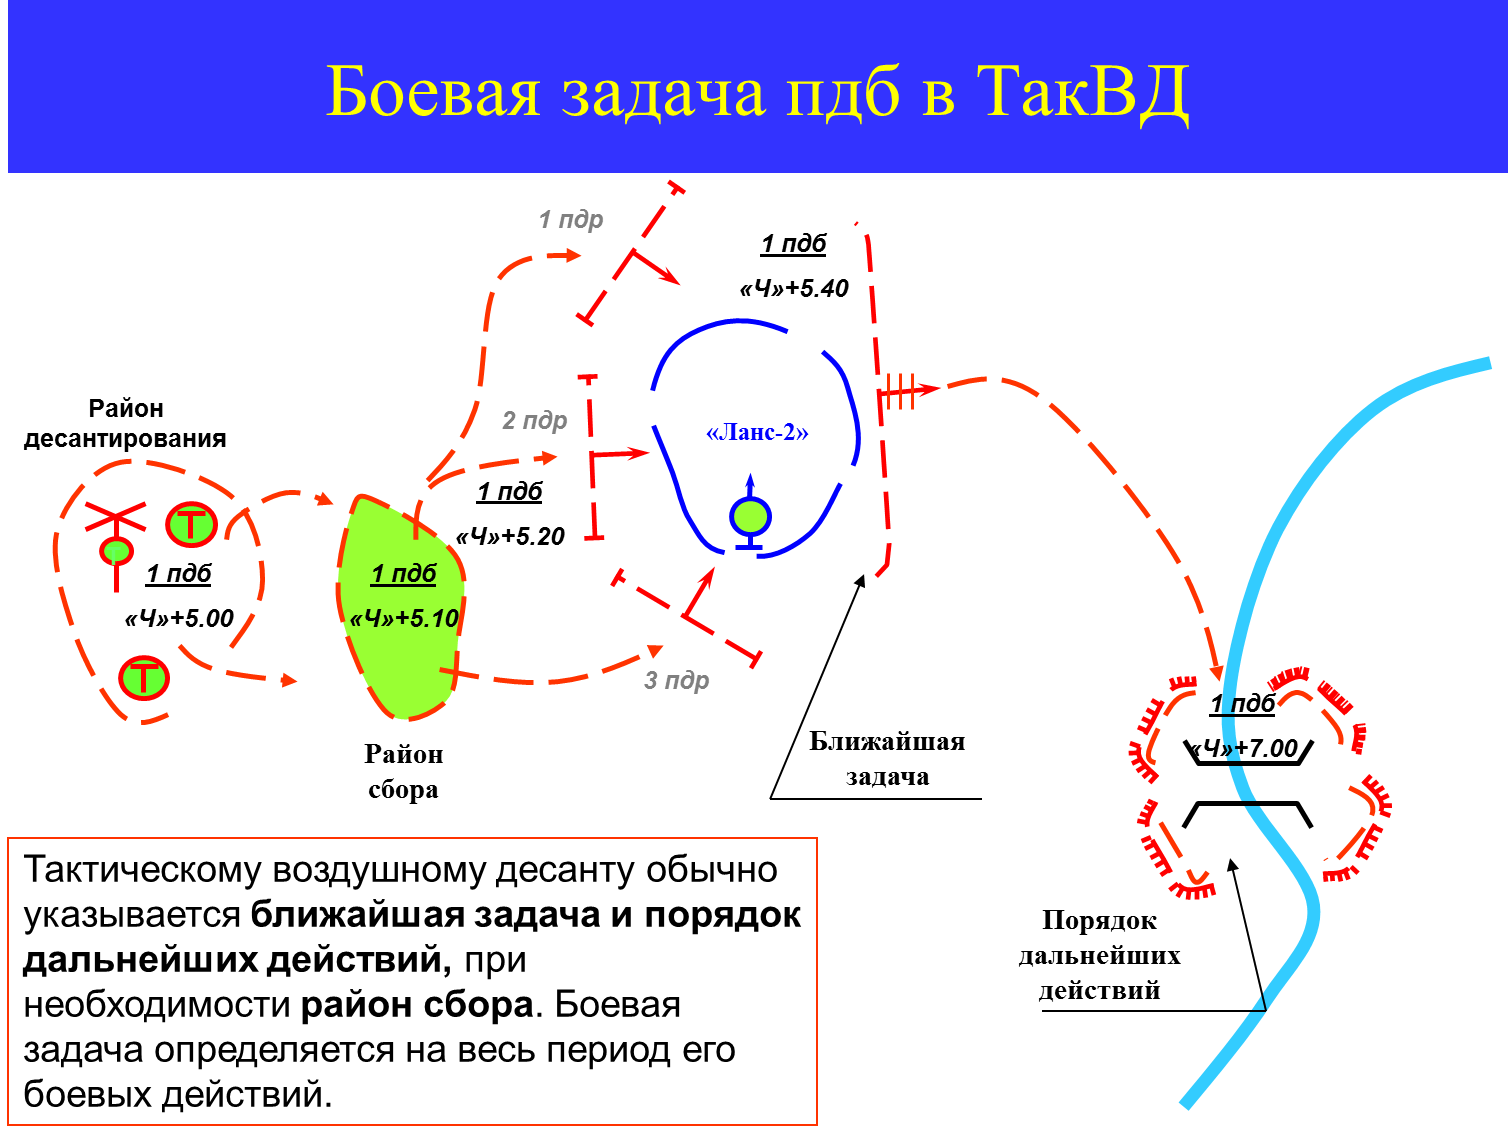 Боевая задача пдб в ТакВД
1 пдр
1 пдб
«Ч»+5.40
Район
десантирования
2 пдр
«Ланс-2»
1 пдб
«Ч»+5.20
Т
1 пдб
«Ч»+5.00
1 пдб
«Ч»+5.10
Т
3 пдр
1 пдб
«Ч»+7.00
Район
сбора
Ближайшая
задача
Порядок
дальнейших
действий
Тактическому воздушному десанту обычно
указывается ближайшая задача и порядок
дальнейших действий, при
необходимости район сбора. Боевая
задача определяется на весь период его
боевых действий.